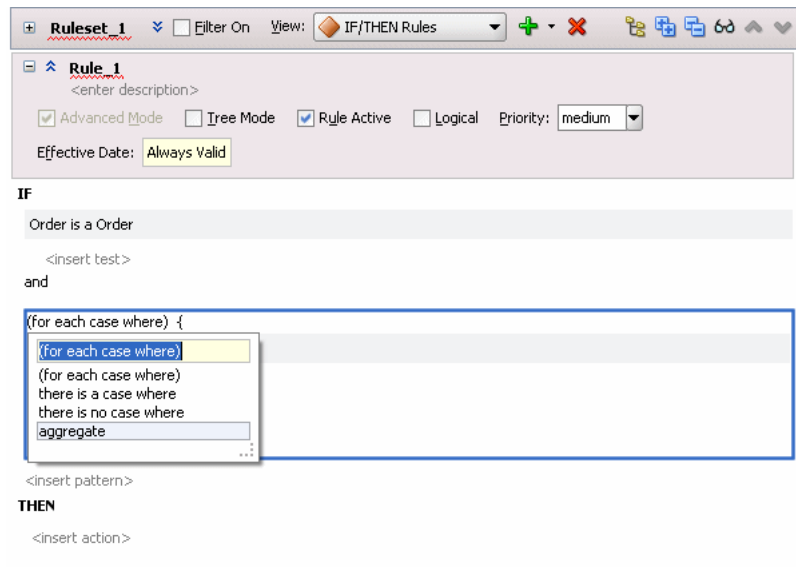 Ruleset_1 Filter On View: IF/THEN Rules
Rule_1
<enter description>
Advanced Mode Tree Mode Rule Active Logical Priority: medium
Effective Date: Always Valid
IF
Order is a Order
<insert test>
and
(for each case where) {
(for each case where)
(for each case where)
there is a case where
there is no case where
aggregate
<insert pattern>
THEN
<insert action>